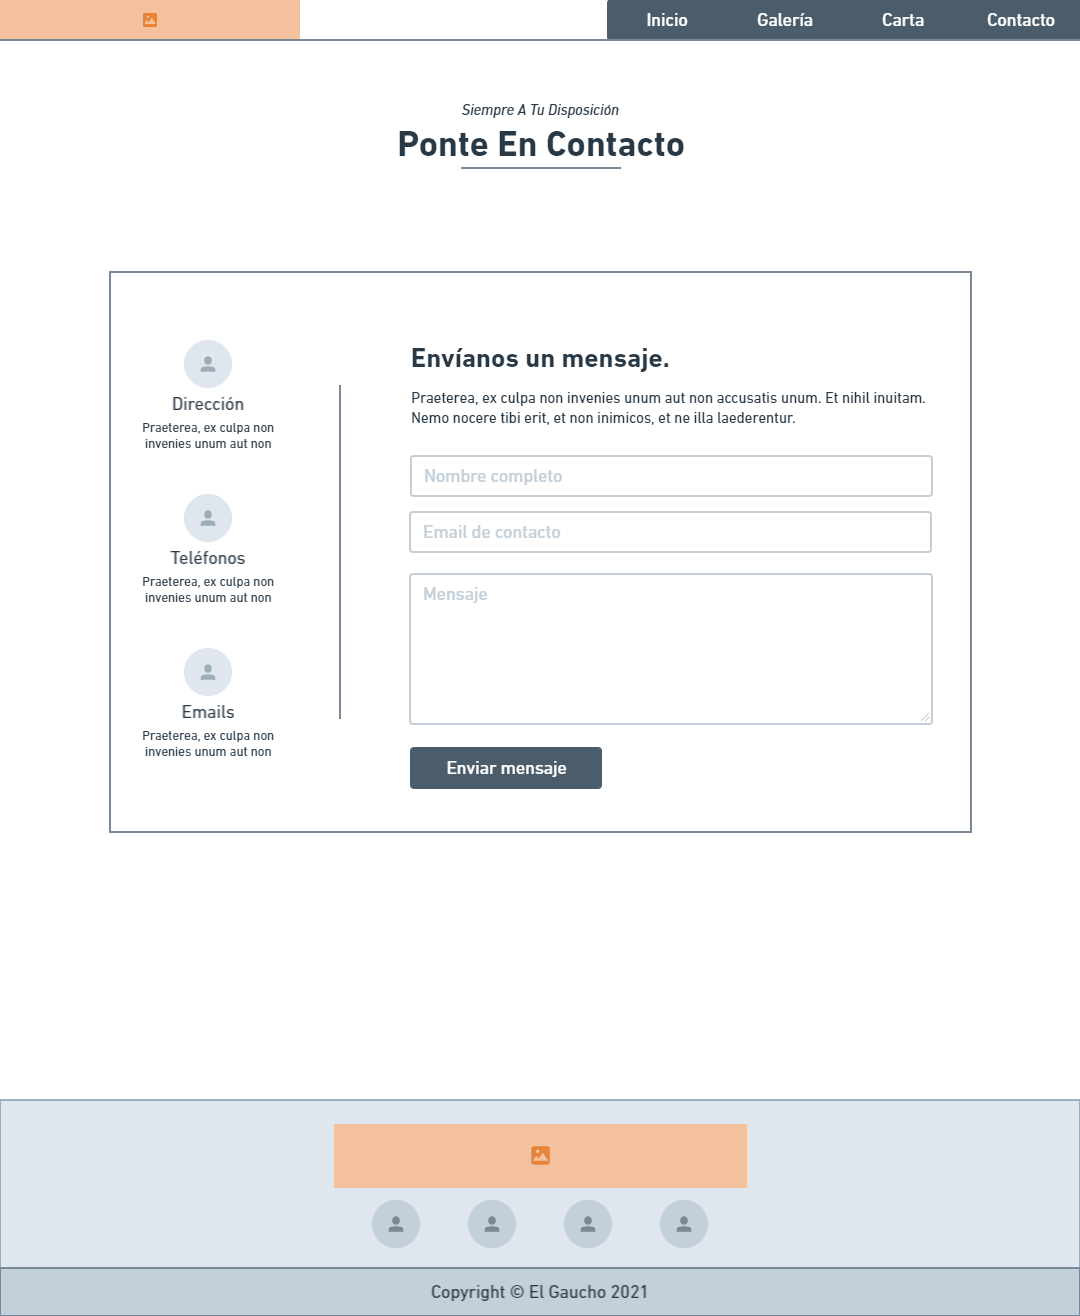 Inicio Galería Carta Contacto
Siempre A Tu Disposición
Ponte En Contacto
Dirección
Praeterea, ex culpa non
invenies unum aut non
Teléfonos
Praeterea, ex culpa non
invenies unum aut non
Emails
Praeterea, ex culpa non
invenies unum aut non
Envíanos un mensaje.
Praeterea, ex culpa non invenies unum aut non accusatis unum. Et nihil inuitam.
Nemo nocere tibi erit, et non inimicos, et ne illa laederentur.
Nombre completo
Email de contacto
Mensaje
Enviar mensaje
Copyright © El Gaucho 2021